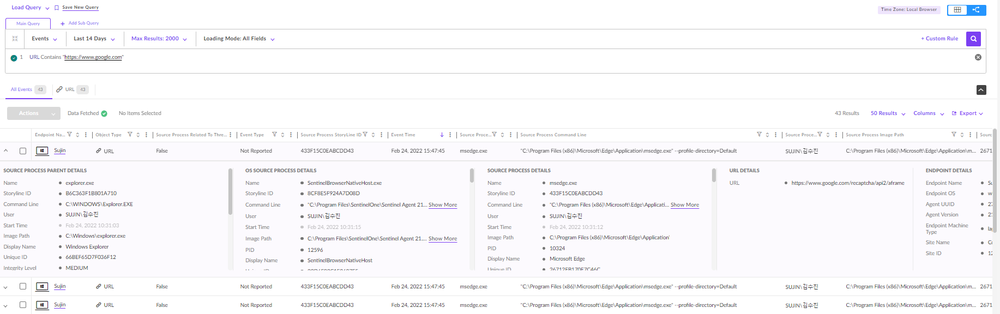 Load Query Save New Query Time Zone: Local Browser
Main Query + Add Sub Query
Events Last 14 Days Max Results: 2000 Loading Mode: All Fields + Custom Rule
1 URL Contains "https://www.google.com"
All Events 43 URL 43
Actions Data Fetched No Items Selected 43 Results 50 Results Columns Export
Endpoint Na... Object Type Source Process Related To Thre... Event Type Source Process StoryLine ID Event Time Source Proce... Source Process Command Line Source Proce... Source Process Image Path Sourc
Sujin URL False Not Reported 433F15C0EABCDD43 Feb 24, 2022 15:47:45 msedge.exe "C:\Program Files (x86)\Microsoft\Edge\Application\msedge.exe" --profile-directory=Default SUJIN\김수진 C:\Program Files (x86)\Microsoft\Edge\Application\m... 2671
SOURCE PROCESS PARENT DETAILS
Name explorer.exe
Storyline ID B6C363F1B801A710
Command Line C:\WINDOWS\Explorer.EXE
User SUJIN\김수진
Start Time Feb 24, 2022 10:31:03
Image Path C:\Windows\explorer.exe
Display Name Windows Explorer
Unique ID 66BEF65D7F036F12
Integrity Level MEDIUM
OS SOURCE PROCESS DETAILS
Name SentinelBrowserNativeHost.exe
Storyline ID 8CF8E5F924A7D08D
Command Line "C:\Program Files\SentinelOne\Sentinel Agent 21... Show More
User SUJIN\김수진
Start Time Feb 24, 2022 10:31:15
Image Path C:\Program Files\SentinelOne\Sentinel Agent 21.... Show More
PID 12596
Display Name SentinelBrowserNativeHost
SOURCE PROCESS DETAILS
Name msedge.exe
Storyline ID 433F15C0EABCDD43
Command Line "C:\Program Files (x86)\Microsoft\Edge\Applicati... Show More
User SUJIN\김수진
Start Time Feb 24, 2022 10:31:12
Image Path C:\Program Files (x86)\Microsoft\Edge\Application\
PID 10324
Display Name Microsoft Edge
Unique ID 26712EB170F7C46C
URL DETAILS
URL https://www.google.com/recaptcha/api2/aframe
ENDPOINT DETAILS
Endpoint Name Su
Endpoint OS w
Agent UUID 27
Agent Version 21
Endpoint Machine
Type la
Site Name Co
Site ID 12
Sujin URL False Not Reported 433F15C0EABCDD43 Feb 24, 2022 15:47:45 msedge.exe "C:\Program Files (x86)\Microsoft\Edge\Application\msedge.exe" --profile-directory=Default SUJIN\김수진 C:\Program Files (x86)\Microsoft\Edge\Application\m... 2671
Sujin URL False Not Reported 433F15C0EABCDD43 Feb 24, 2022 15:47:45 msedge.exe "C:\Program Files (x86)\Microsoft\Edge\Application\msedge.exe" --profile-directory=Default SUJIN\김수진 C:\Program Files (x86)\Microsoft\Edge\Application\m... 2671